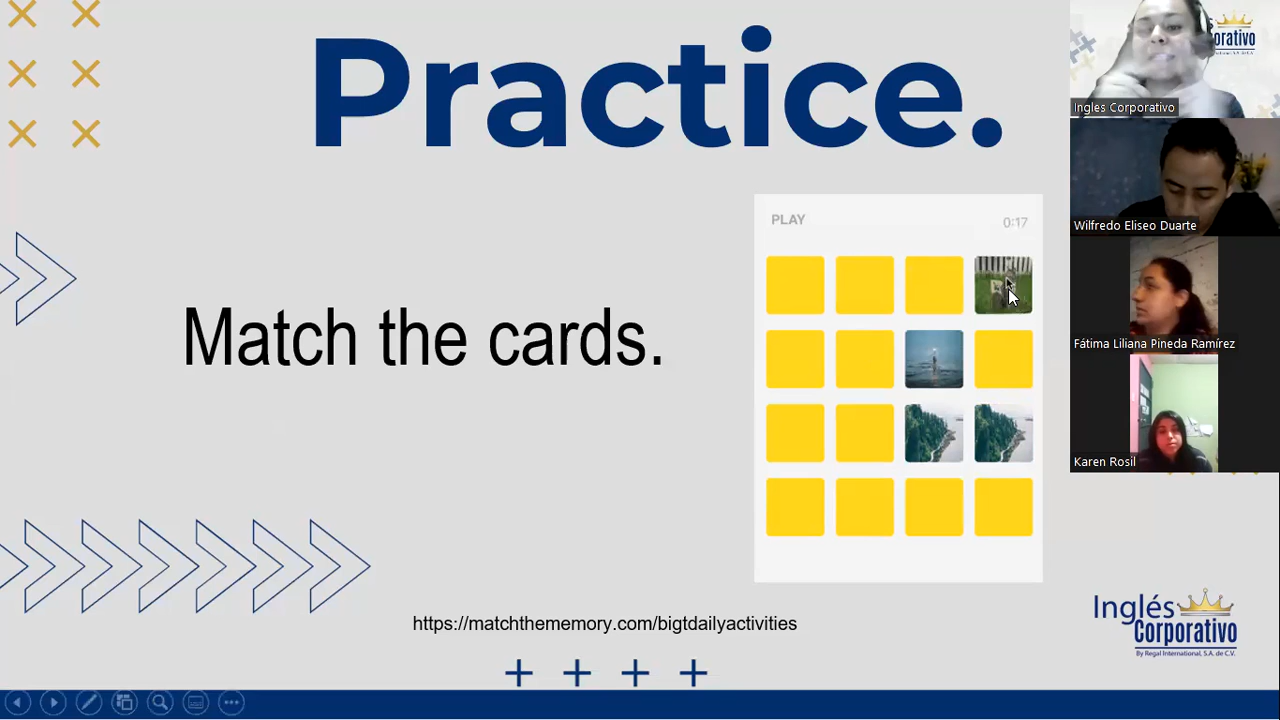 Practice.
Match the cards.
PLAY
0:17
https://matchthememory.com/bigtdailyactivities
Inglés
Corporativo
By Regal International, S.A. de C.V.
orativo
Ingles Corporativo
Wilfredo Eliseo Duarte
Fátima Liliana Pineda Ramírez
Karen Rosil